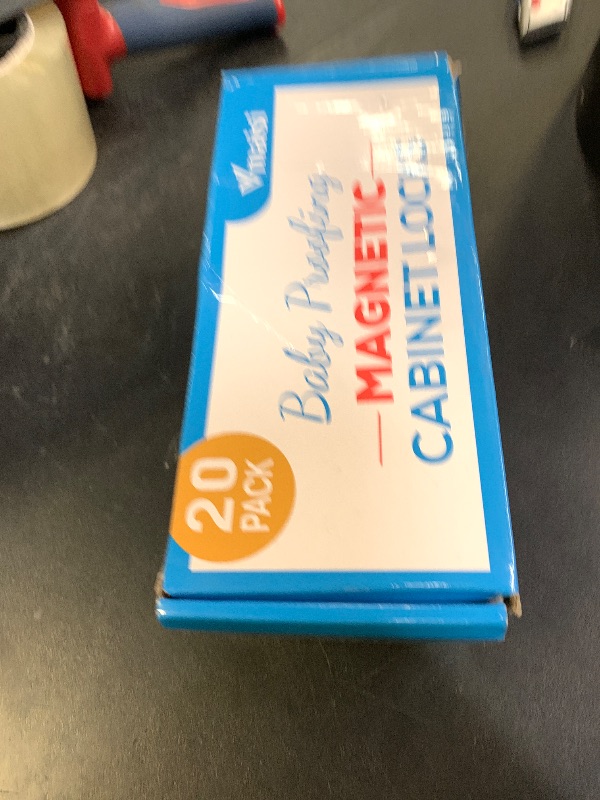 Baby Proofing
MAGNETIC
CABINET LOCKS
20
PACK